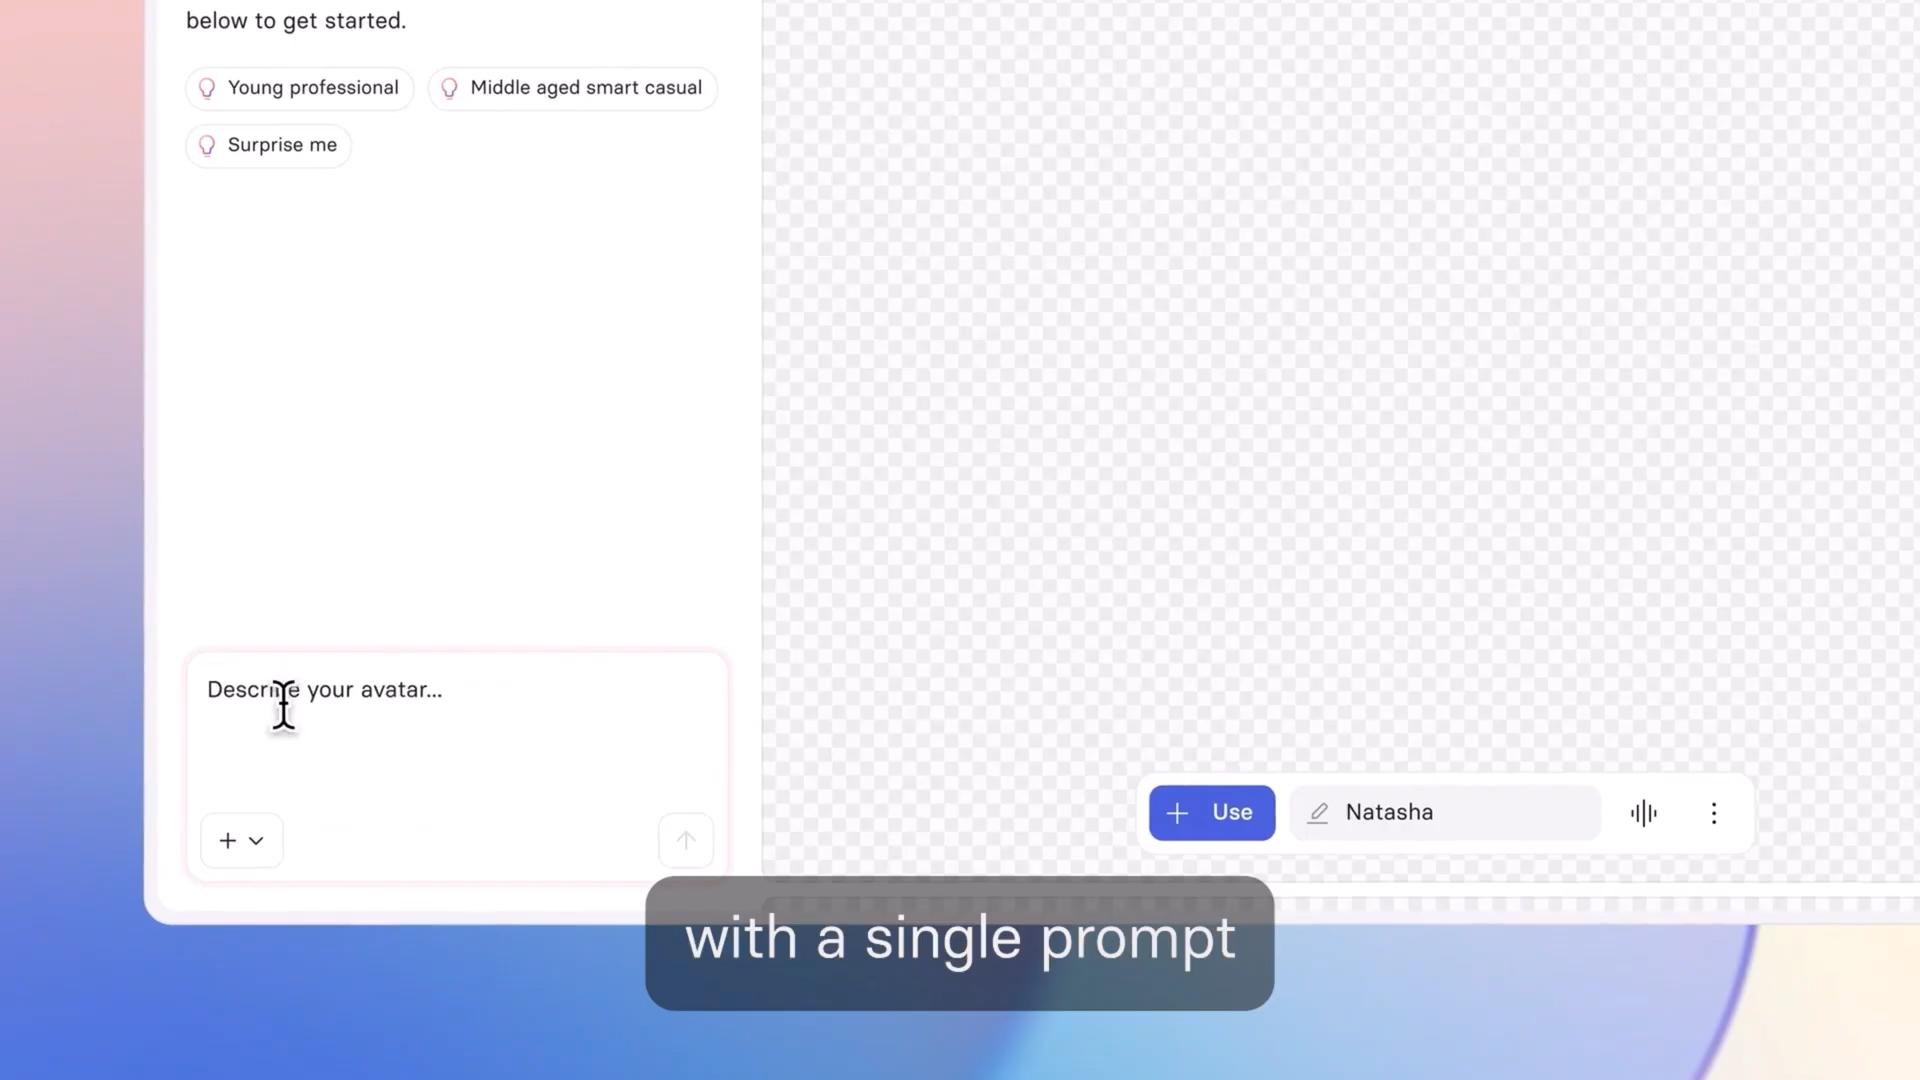 below to get started.
Young professional
Middle aged smart casual
Surprise me
Describe your avatar...
Use
Natasha
with a single prompt